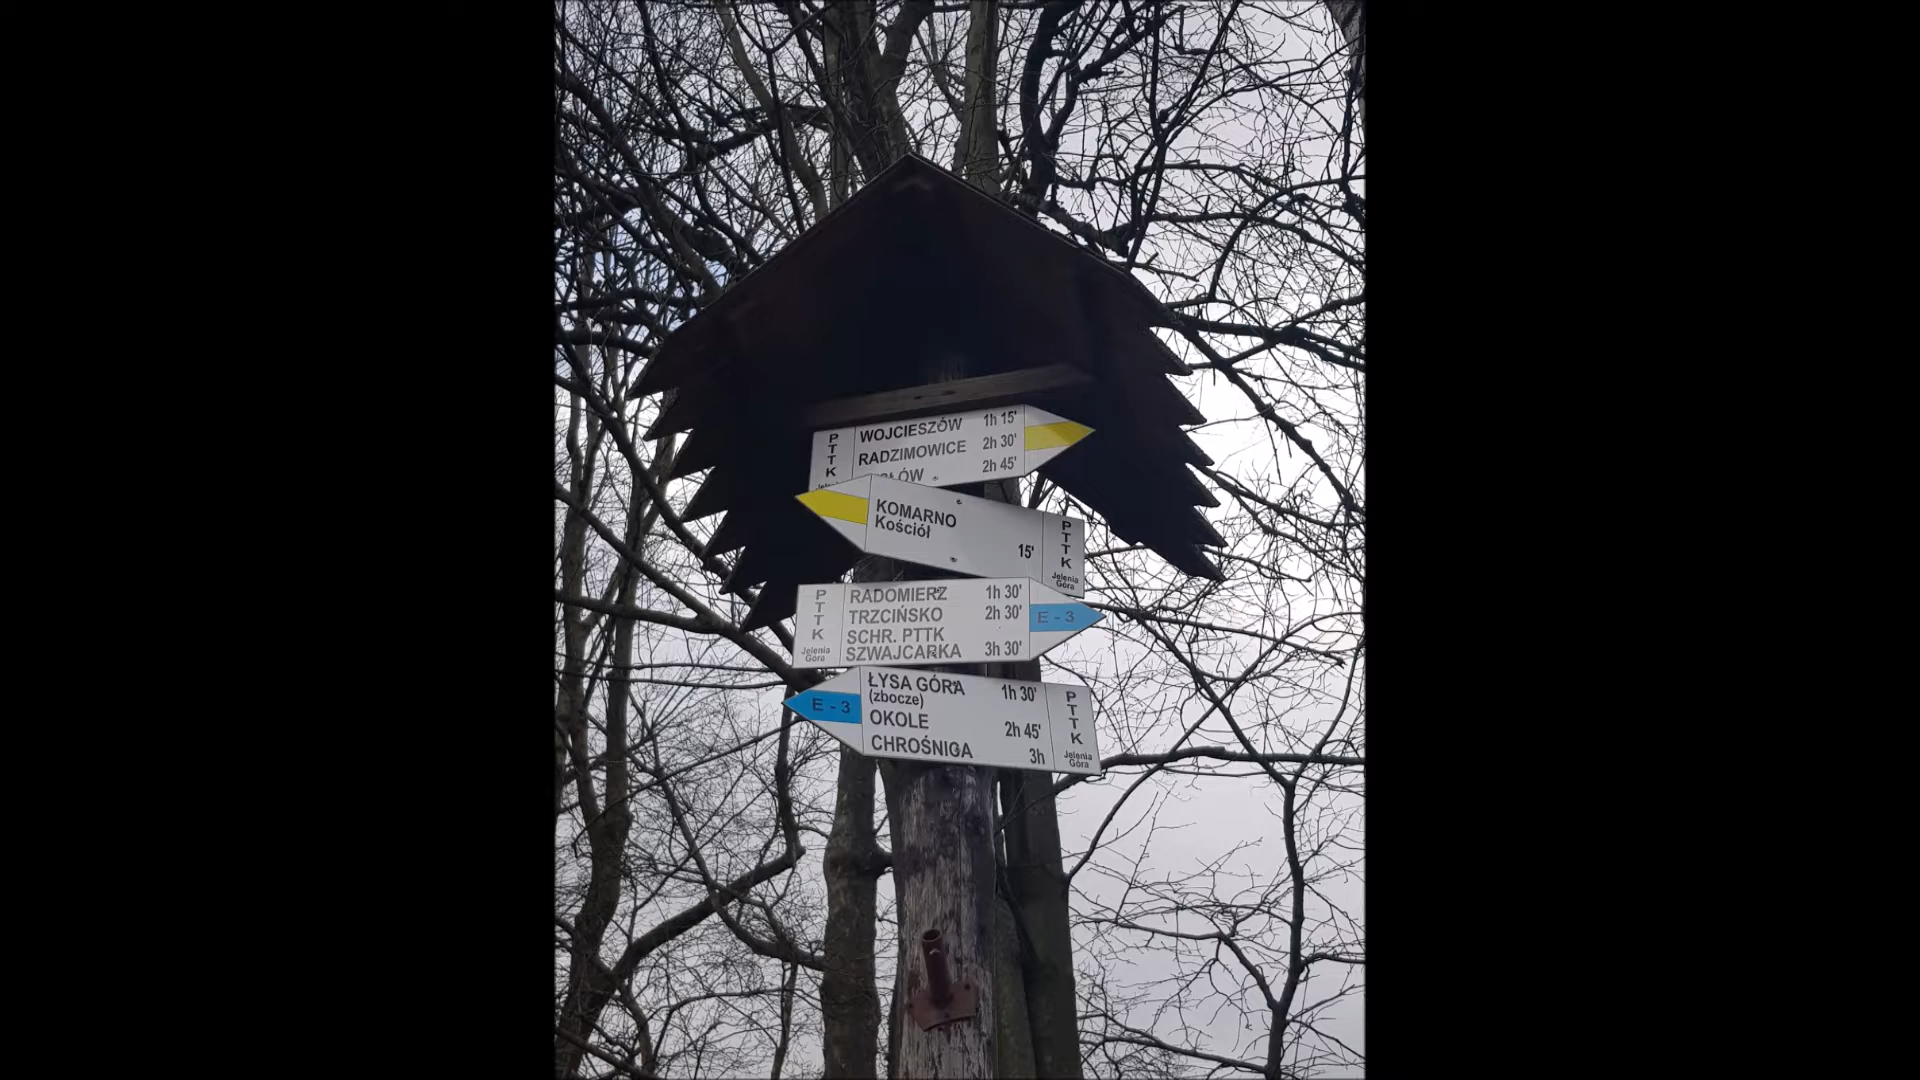 PTTK
WOJCIESZÓW 1h 15'
RADZIMOWICE 2h 30'
2h 45'
KOMARNO
Kościół
15'
PTTK
Jelenia
Góra
PTTK
Jelenia
Góra
RADOMIERZ 1h 30'
TRZCIŃSKO 2h 30'
SCHR. PTTK
SZWAJCARKA 3h 30'
E - 3
E - 3
ŁYSA GÓRA 1h 30'
(zbocze)
OKOLE 2h 45'
CHROŚNIGA 3h
PTTK
Jelenia
Góra